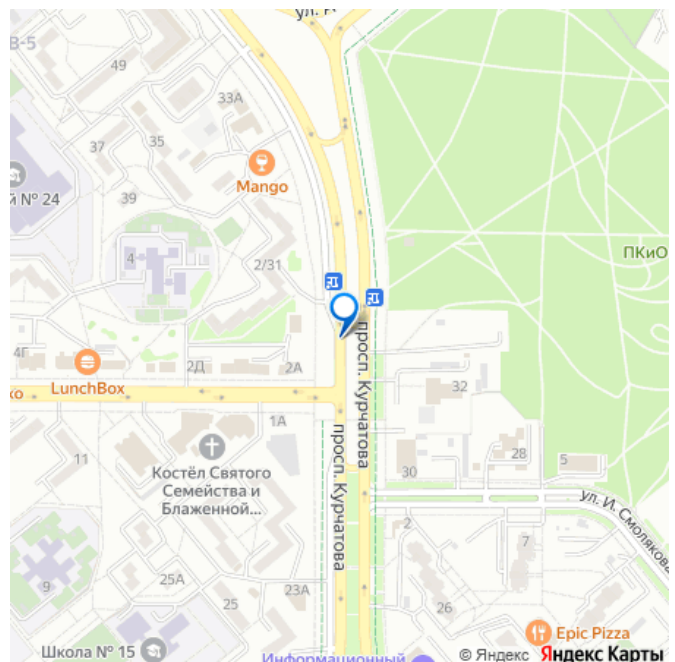 ул. К
В-5
49
33А
35
37
Mango
й № 24
39
ПКиО
4
2/31
просп. Курчатова
4Г
LunchBox
2Д
2А
32
ко
1А
просп. Курчатова
Костёл Святого
Семейства и
Блаженной...
11
30
28
5
ул. И. Смолякова
2
7
25А
9
25
23А
26
Epic Pizza
Школа № 15
Информационный
© Яндекс Яндекс Карты